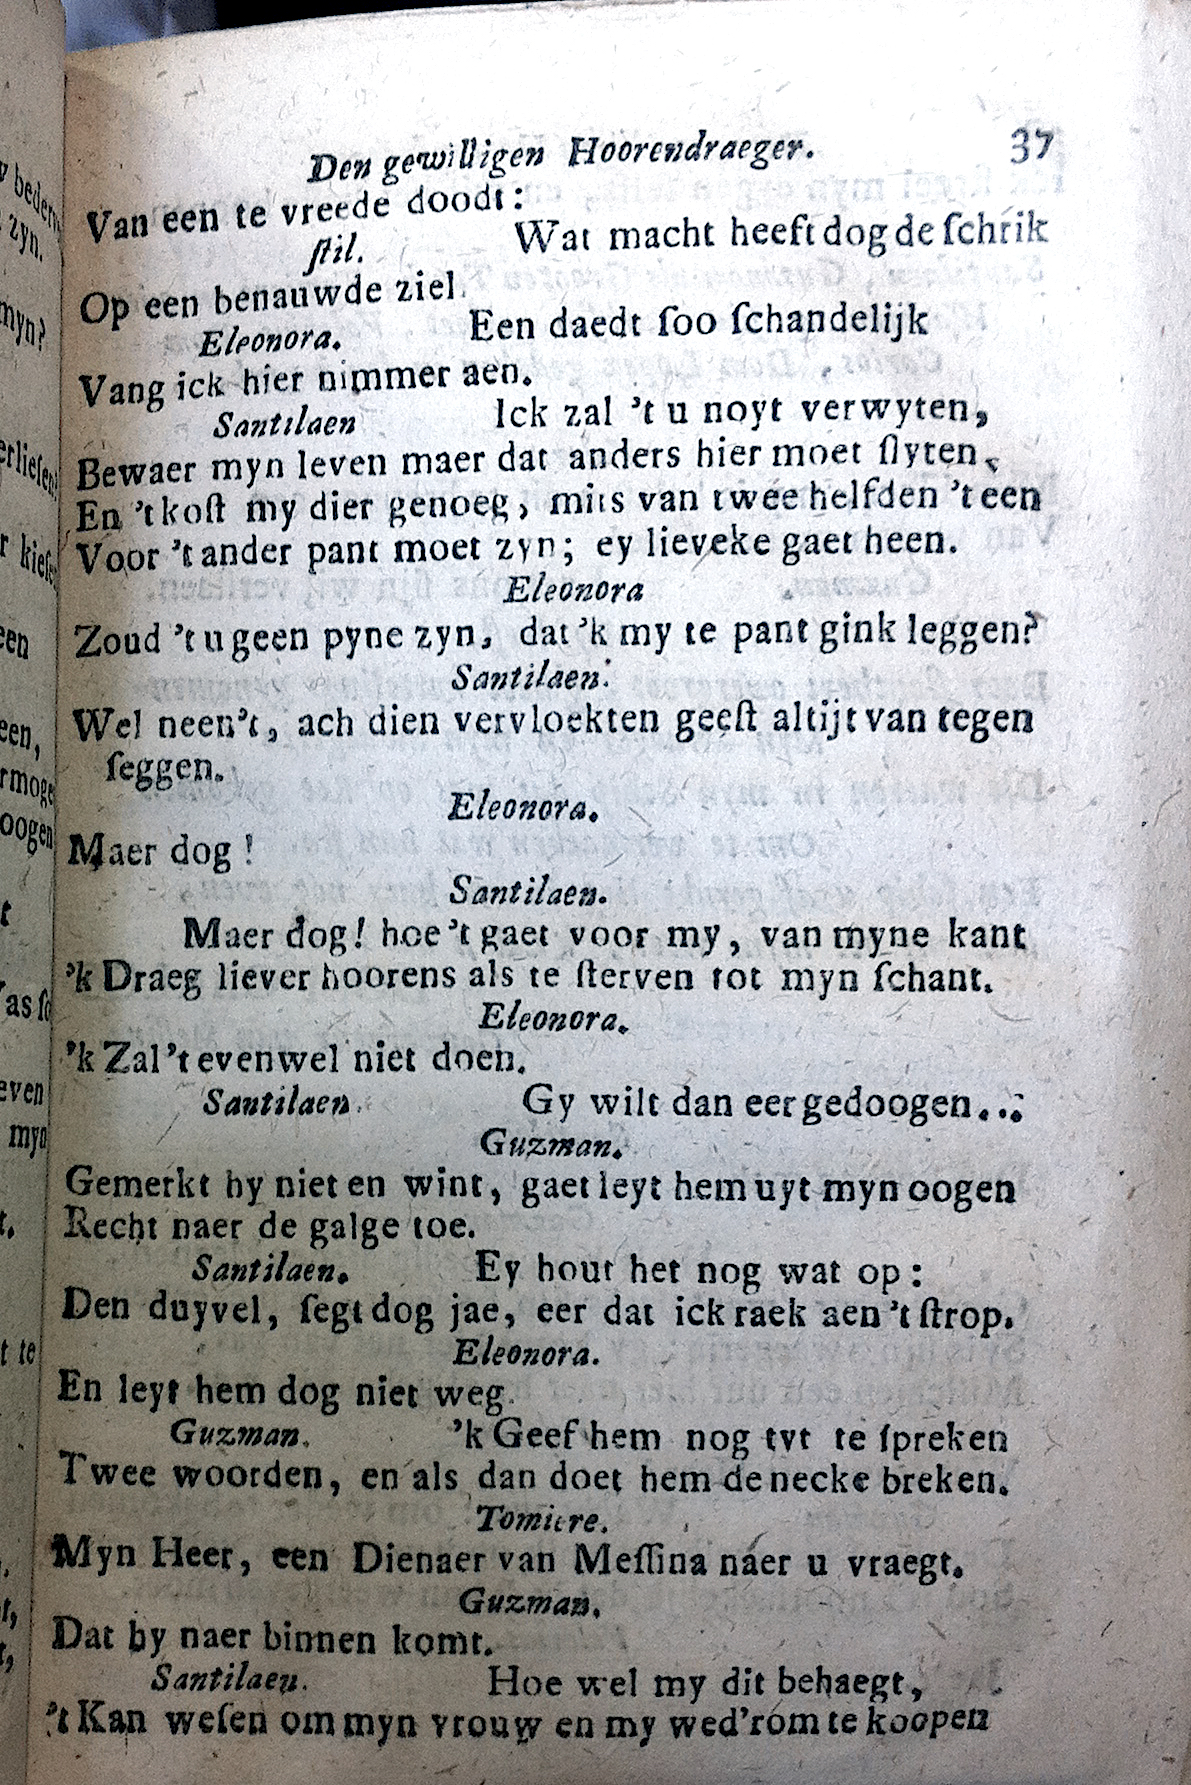 Den gewilligen Hoorendraeger. 37
Van een te vreede doodt:
ſtil. Wat macht heeft dog de ſchrik
Op een benauwde ziel.
Eleonora. Een daedt ſoo ſchandelijk
Vang ick hier nimmer aen.
Santilaen Ick zal 't u noyt verwyten,
Bewaer myn leven maer dat anders hier moet ſlyten,
En 't koſt my dier genoeg, mits van twee helfden 't een
Voor 't ander pant moet zyn; ey lieveke gaet heen.
Eleonora
Zoud 't u geen pyne zyn, dat 'k my te pant gink leggen?
Santilaen.
Wel neen't, ach dien vervloekten geeſt altijt van tegen
ſeggen.
Eleonora.
Maer dog!
Santilaen.
Maer dog! hoe 't gaet voor my, van myne kant
'k Draeg liever hoorens als te ſterven tot myn ſchant.
Eleonora.
'k Zal 't evenwel niet doen.
Santilaen. Gy wilt dan eer gedoogen...
Guzman.
Gemerkt hy niet en wint, gaet leyt hem uyt myn oogen
Recht naer de galge toe.
Santilaen. Ey hout het nog wat op:
Den duyvel, ſegt dog jae, eer dat ick raek aen 't ſtrop.
Eleonora.
En leyt hem dog niet weg.
Guzman. 'k Geef hem nog tyt te ſpreken
Twee woorden, en als dan doet hem de necke breken.
Tomiere.
Myn Heer, een Dienaer van Meſſina naer u vraegt.
Guzman.
Dat hy naer binnen komt.
Santilaen. Hoe wel my dit behaegt,
't Kan weſen om myn vrouw en my wed'rom te koopen